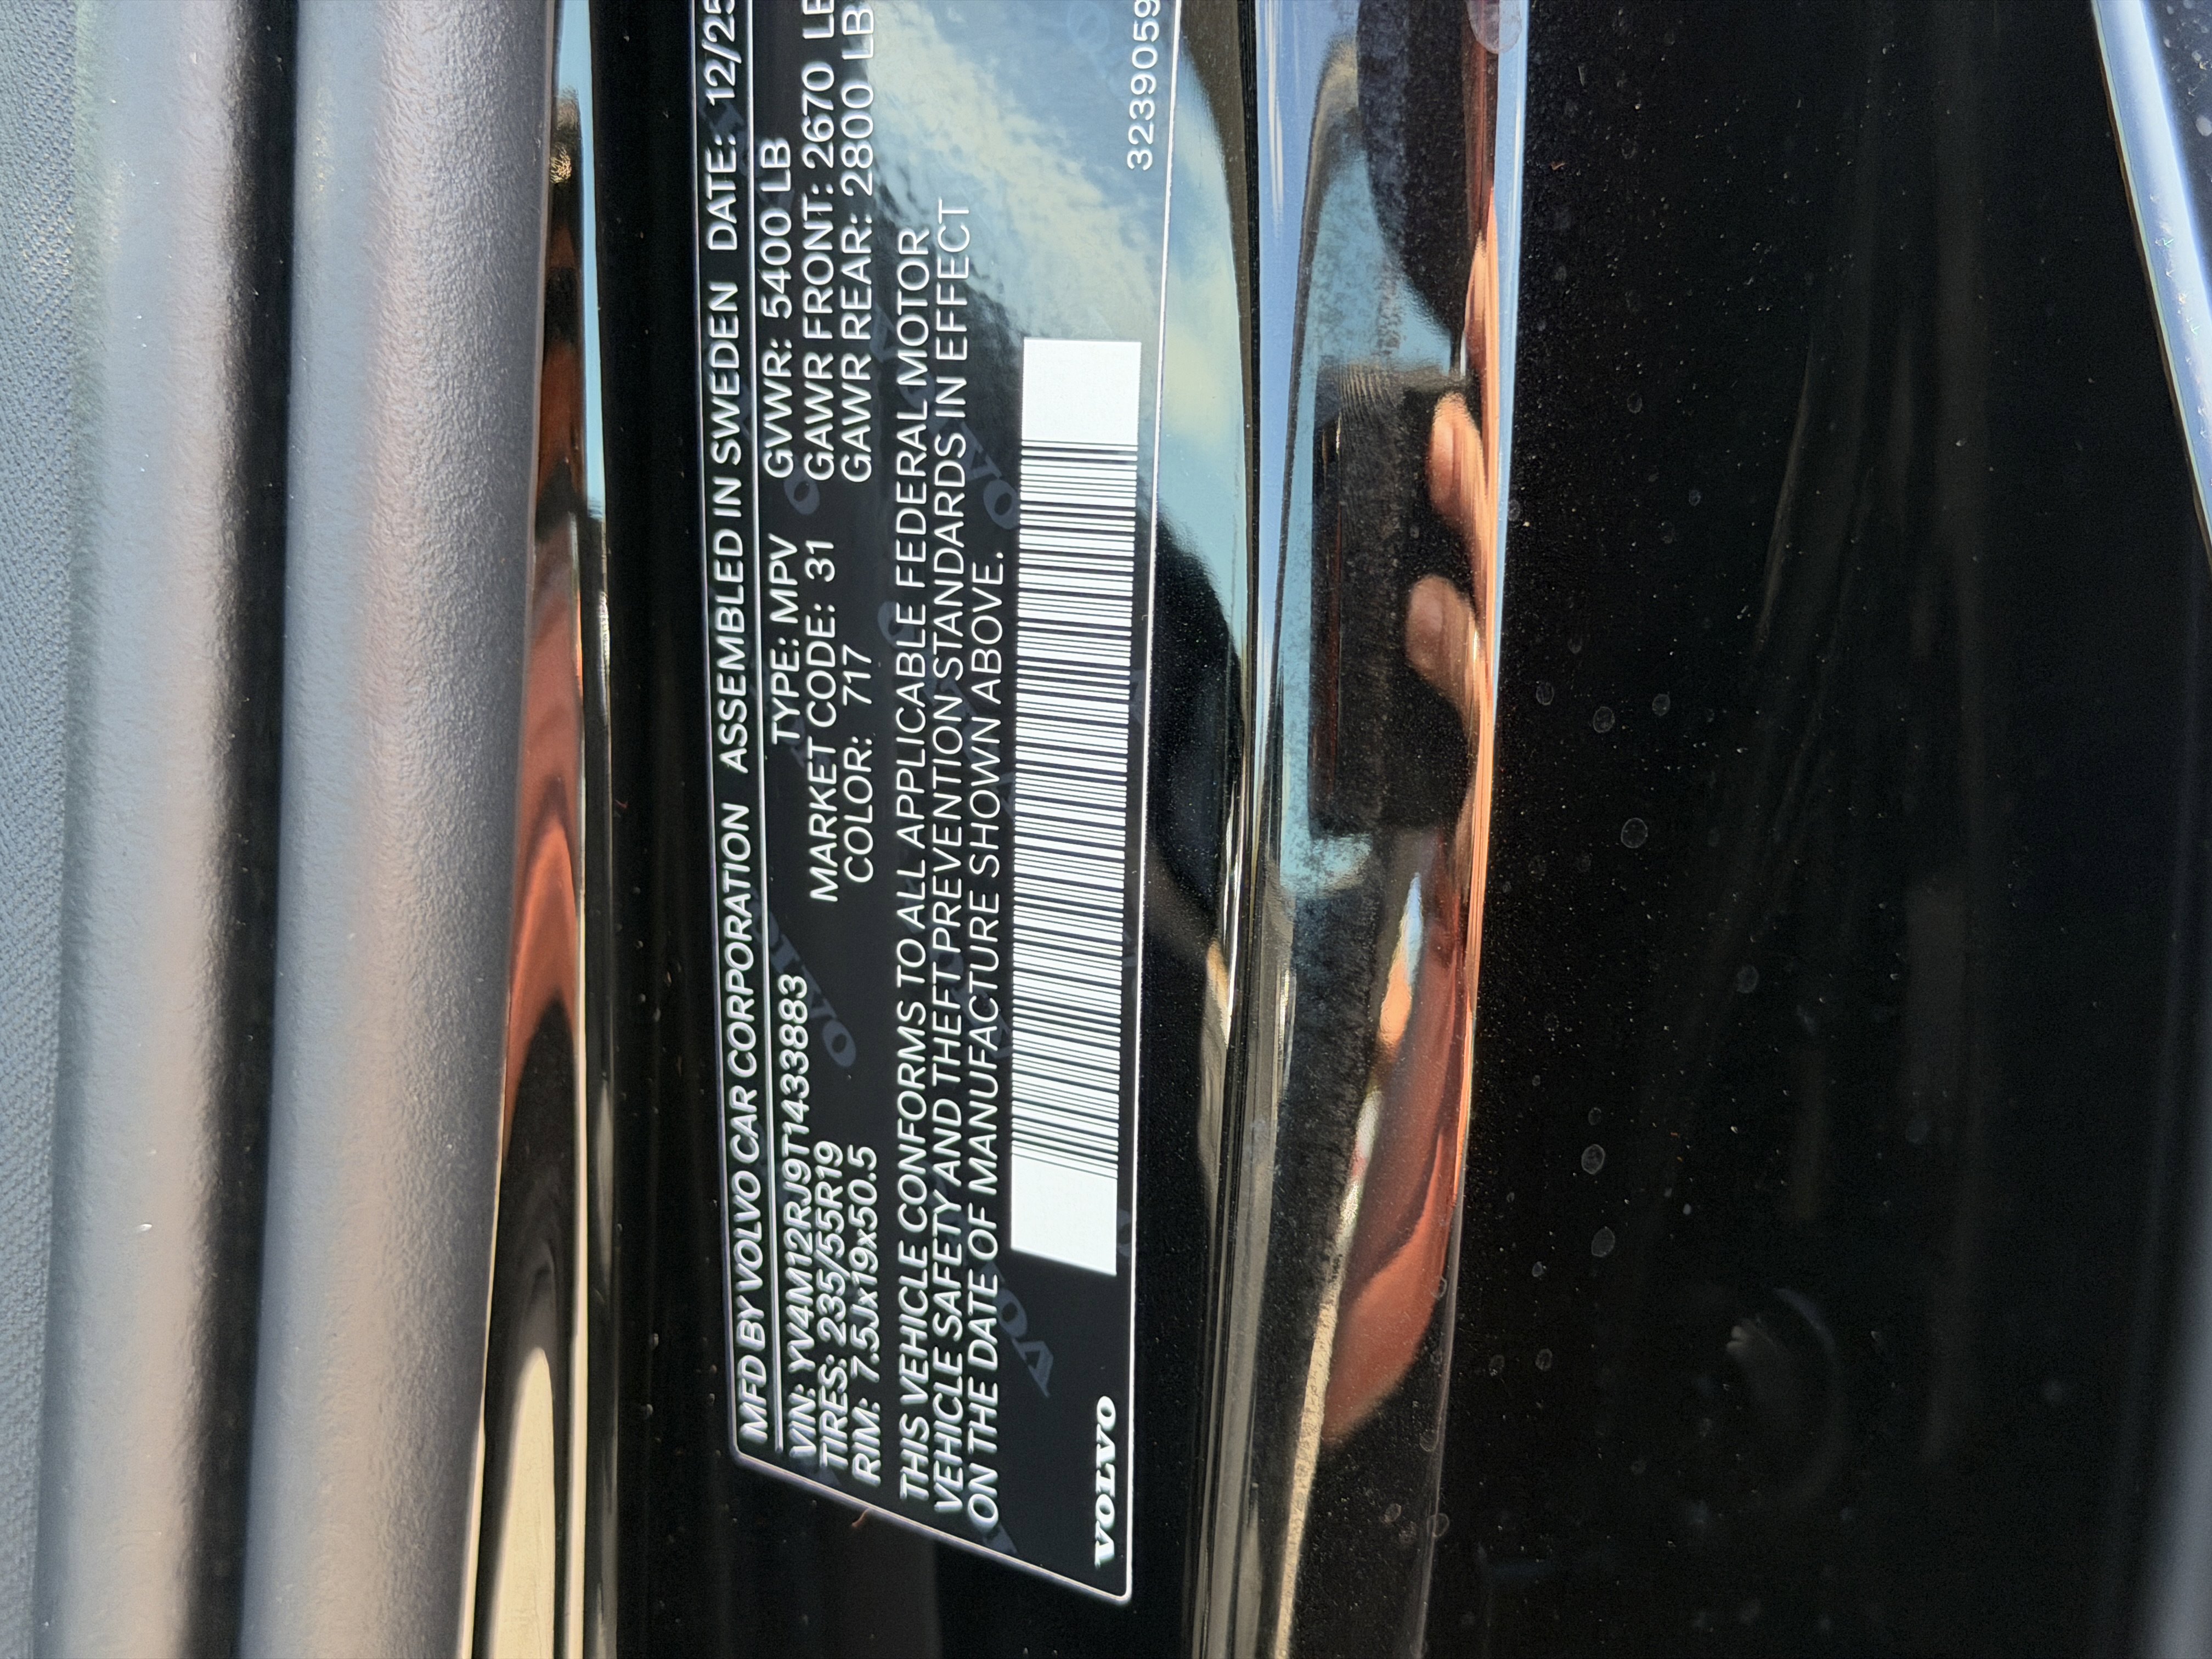 MFD BY VOLVO CAR CORPORATION ASSEMBLED IN SWEDEN DATE: 12/25
VIN: YV4M12RJ9T1433883 TYPE: MPV GVWR: 5400 LB
TIRES: 235/55R19 MARKET CODE: 31 GAWR FRONT: 2670 LB
RIM: 7.5Jx19x50.5 COLOR: 717 GAWR REAR: 2800 LB
THIS VEHICLE CONFORMS TO ALL APPLICABLE FEDERAL MOTOR
VEHICLE SAFETY AND THEFT PREVENTION STANDARDS IN EFFECT
ON THE DATE OF MANUFACTURE SHOWN ABOVE.
VOLVO 3239059